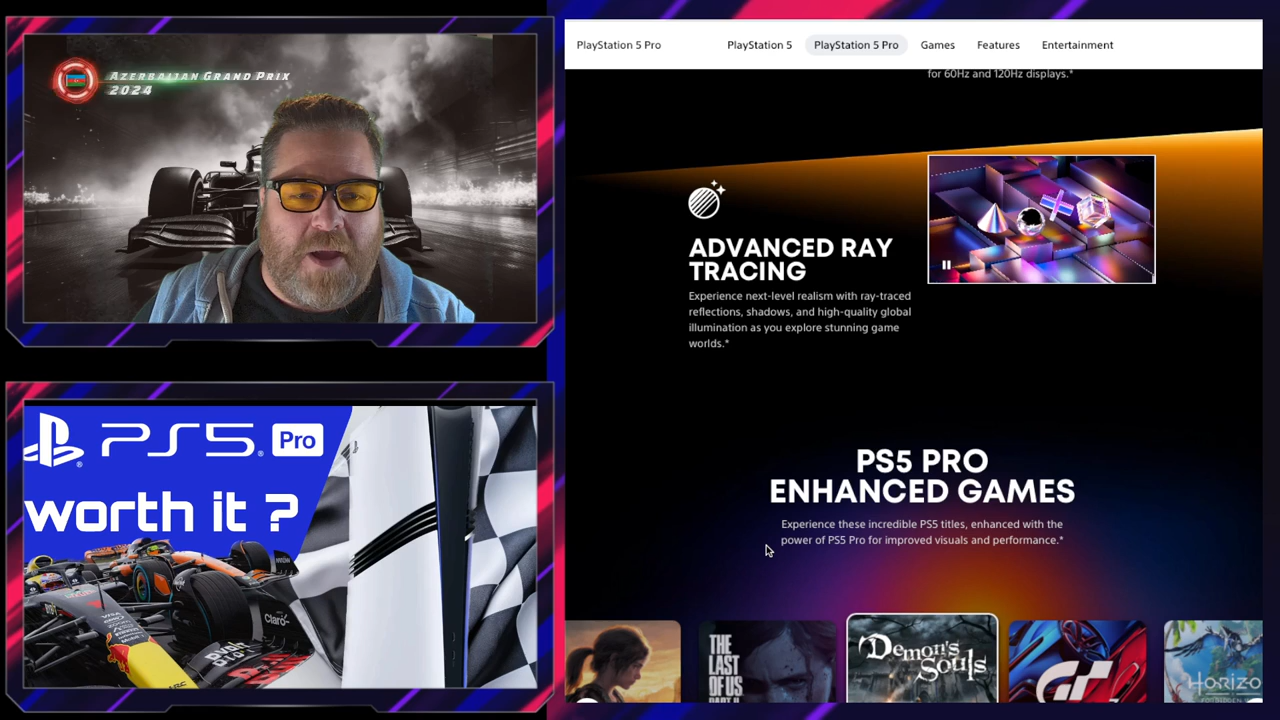 AZERBAIJAN GRAND PRIX
2024
PS5 Pro
worth it ?
Claro
PlayStation 5 Pro
PlayStation 5
PlayStation 5 Pro
Games
Features
Entertainment
for 60Hz and 120Hz displays.*
ADVANCED RAY
TRACING
Experience next-level realism with ray-traced
reflections, shadows, and high-quality global
illumination as you explore stunning game
worlds.*
PS5 PRO
ENHANCED GAMES
Experience these incredible PS5 titles, enhanced with the
power of PS5 Pro for improved visuals and performance.*
THE
LAST
OF US
Demon's
Souls
GT
HORIZO